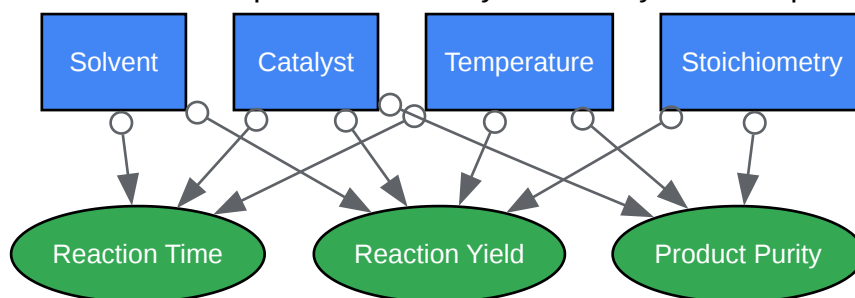 Solvent
Catalyst
Temperature
Stoichiometry
Reaction Time
Reaction Yield
Product Purity